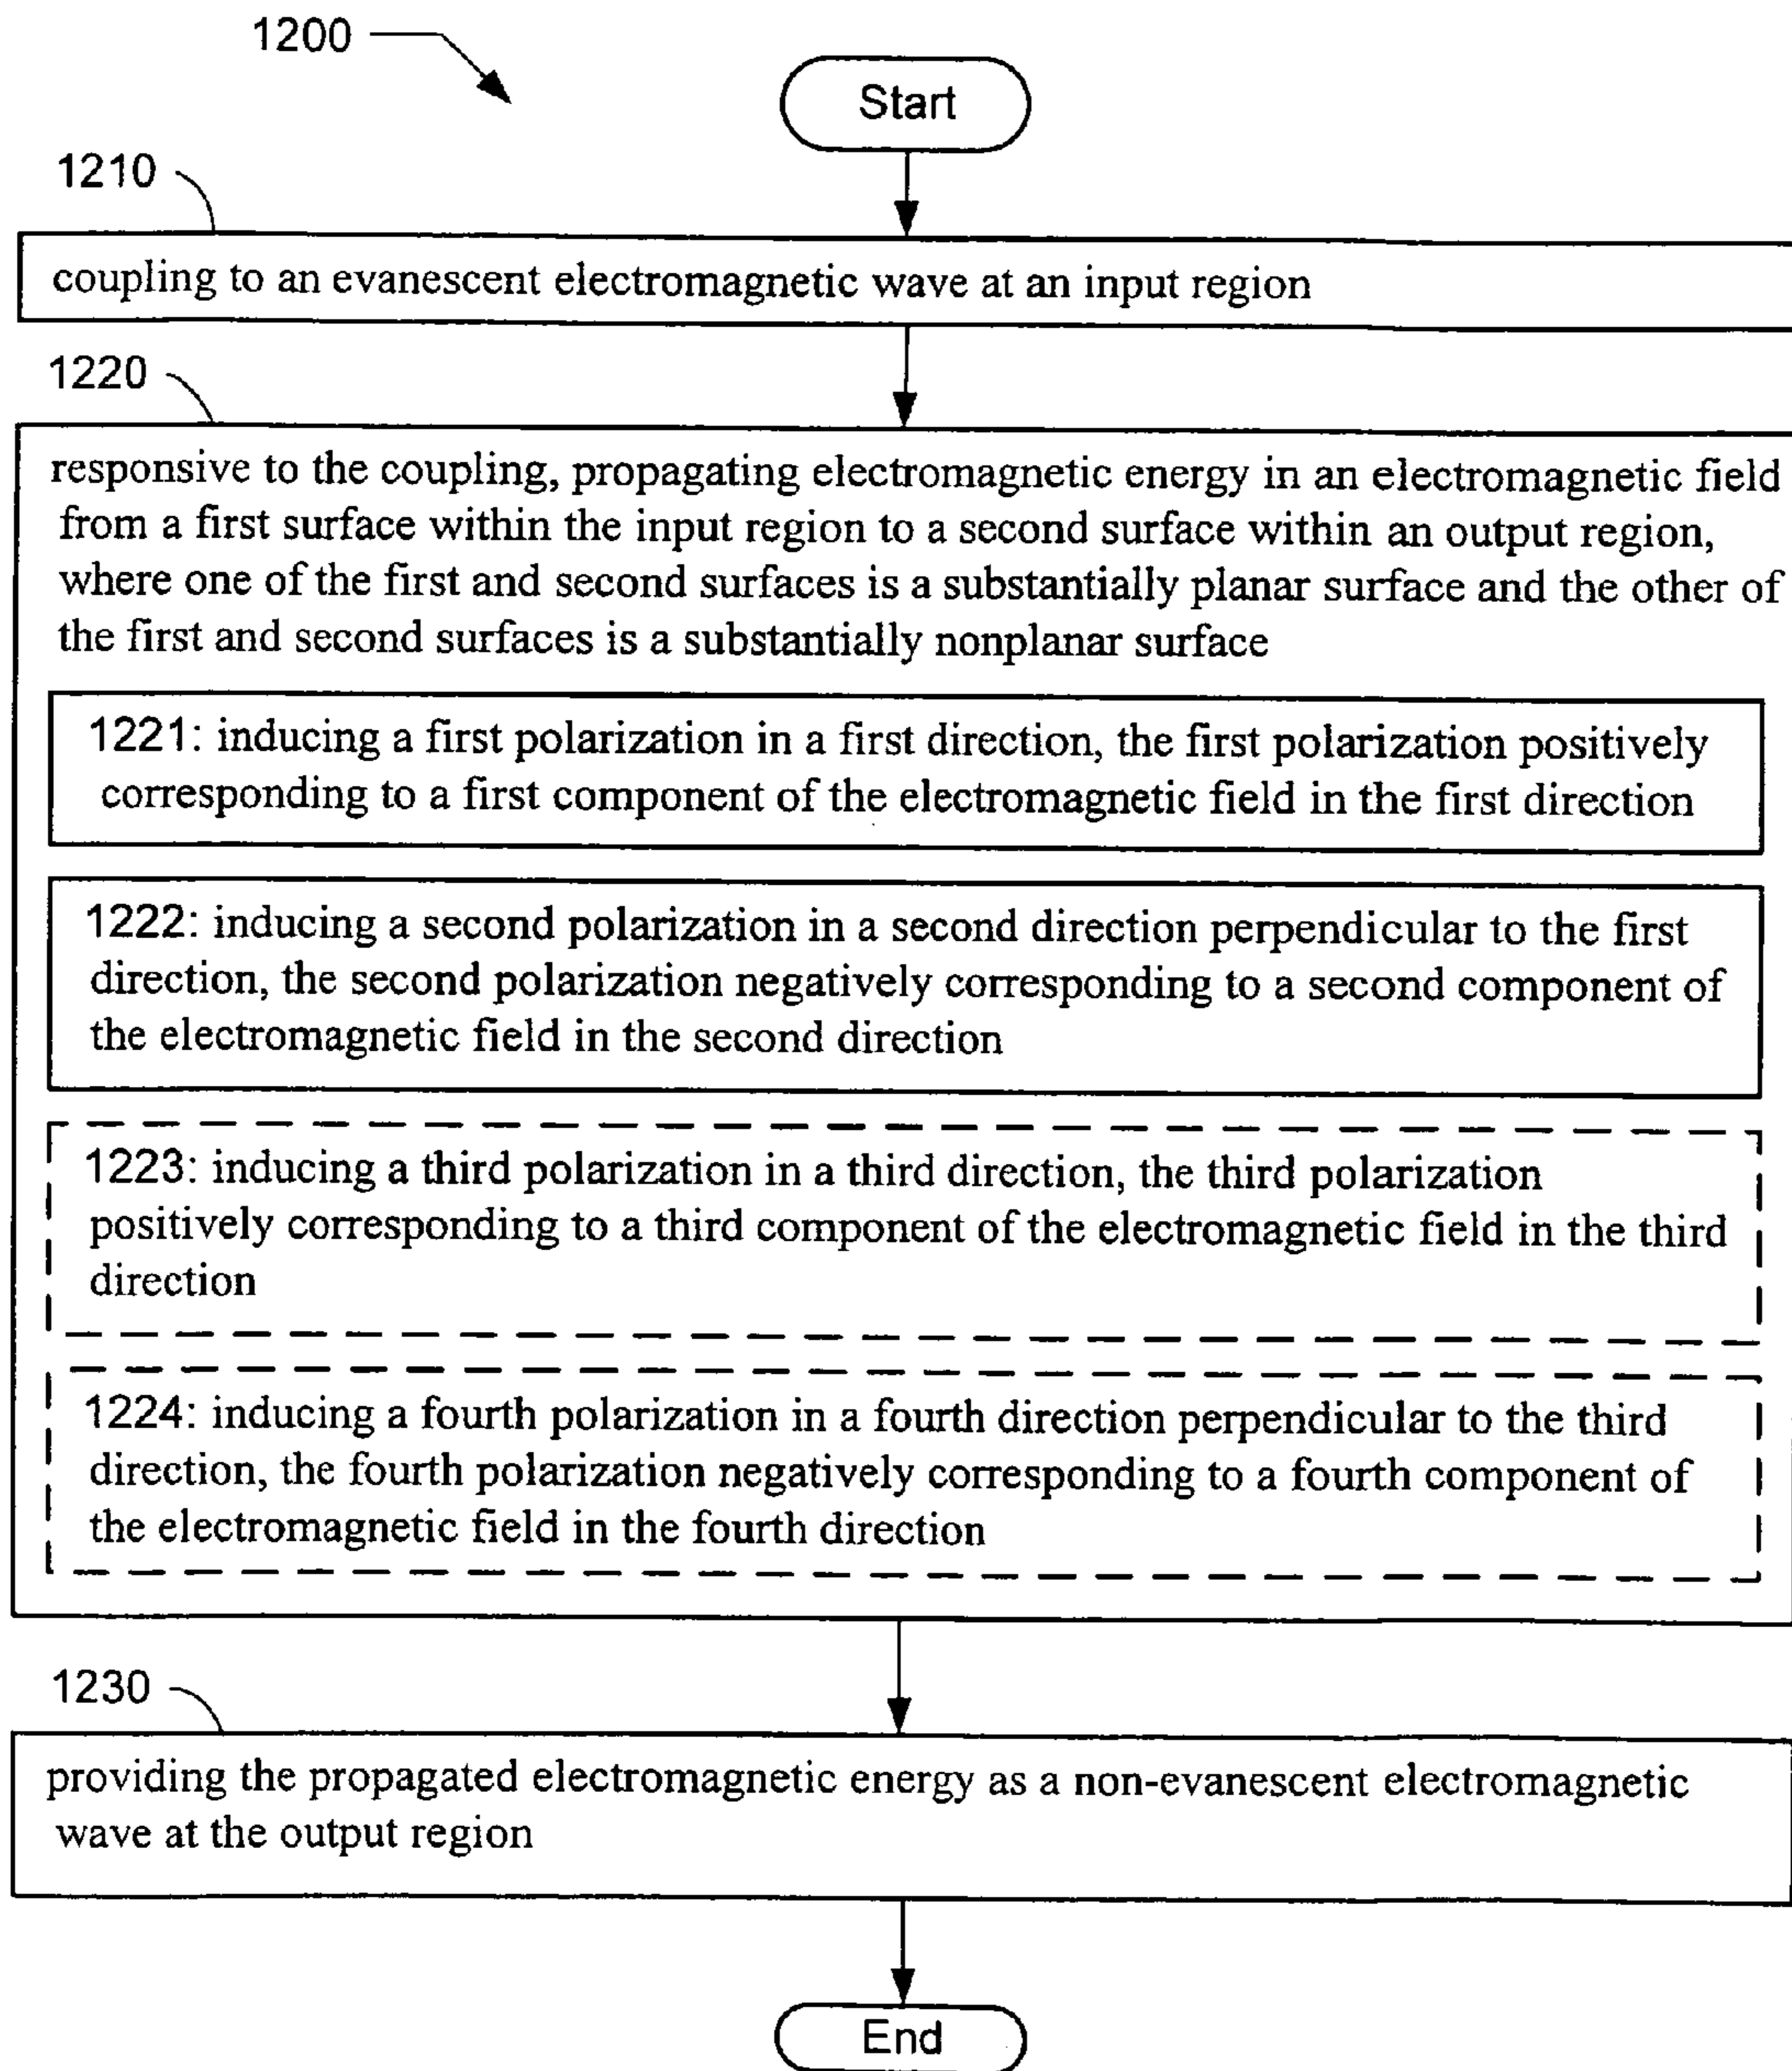 1200
Start
1210
coupling to an evanescent electromagnetic wave at an input region
1220
responsive to the coupling, propagating electromagnetic energy in an electromagnetic field
from a first surface within the input region to a second surface within an output region,
where one of the first and second surfaces is a substantially planar surface and the other of
the first and second surfaces is a substantially nonplanar surface
1221: inducing a first polarization in a first direction, the first polarization positively
corresponding to a first component of the electromagnetic field in the first direction
1222: inducing a second polarization in a second direction perpendicular to the first
direction, the second polarization negatively corresponding to a second component of
the electromagnetic field in the second direction
1223: inducing a third polarization in a third direction, the third polarization
positively corresponding to a third component of the electromagnetic field in the third
direction
1224: inducing a fourth polarization in a fourth direction perpendicular to the third
direction, the fourth polarization negatively corresponding to a fourth component of
the electromagnetic field in the fourth direction
1230
providing the propagated electromagnetic energy as a non-evanescent electromagnetic
wave at the output region
End